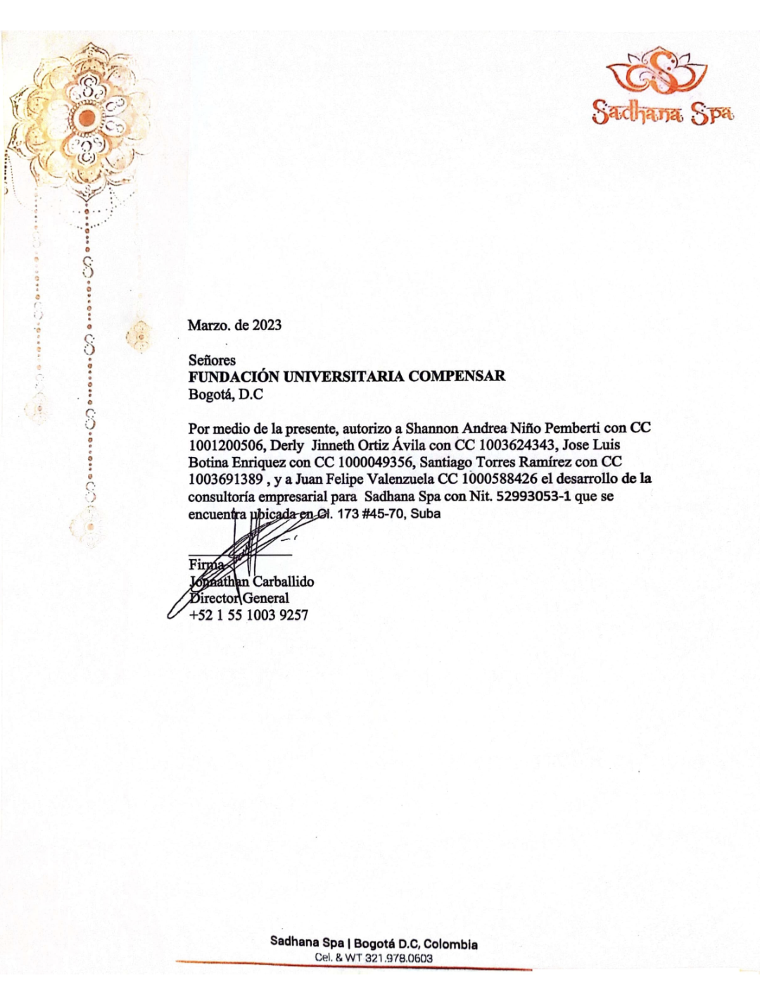 Sadhana Spa
Marzo. de 2023
Señores
FUNDACIÓN UNIVERSITARIA COMPENSAR
Bogotá, D.C
Por medio de la presente, autorizo a Shannon Andrea Niño Pemberti con CC
1001200506, Derly Jinneth Ortiz Ávila con CC 1003624343, Jose Luis
Botina Enriquez con CC 1000049356, Santiago Torres Ramírez con CC
1003691389 , y a Juan Felipe Valenzuela CC 1000588426 el desarrollo de la
consultoría empresarial para Sadhana Spa con Nit. 52993053-1 que se
encuentra ubicada en Cl. 173 #45-70, Suba
Firma
Jonnathan Carballido
Director General
+52 1 55 1003 9257
Sadhana Spa | Bogotá D.C, Colombia
Cel. & WT 321.978.0603